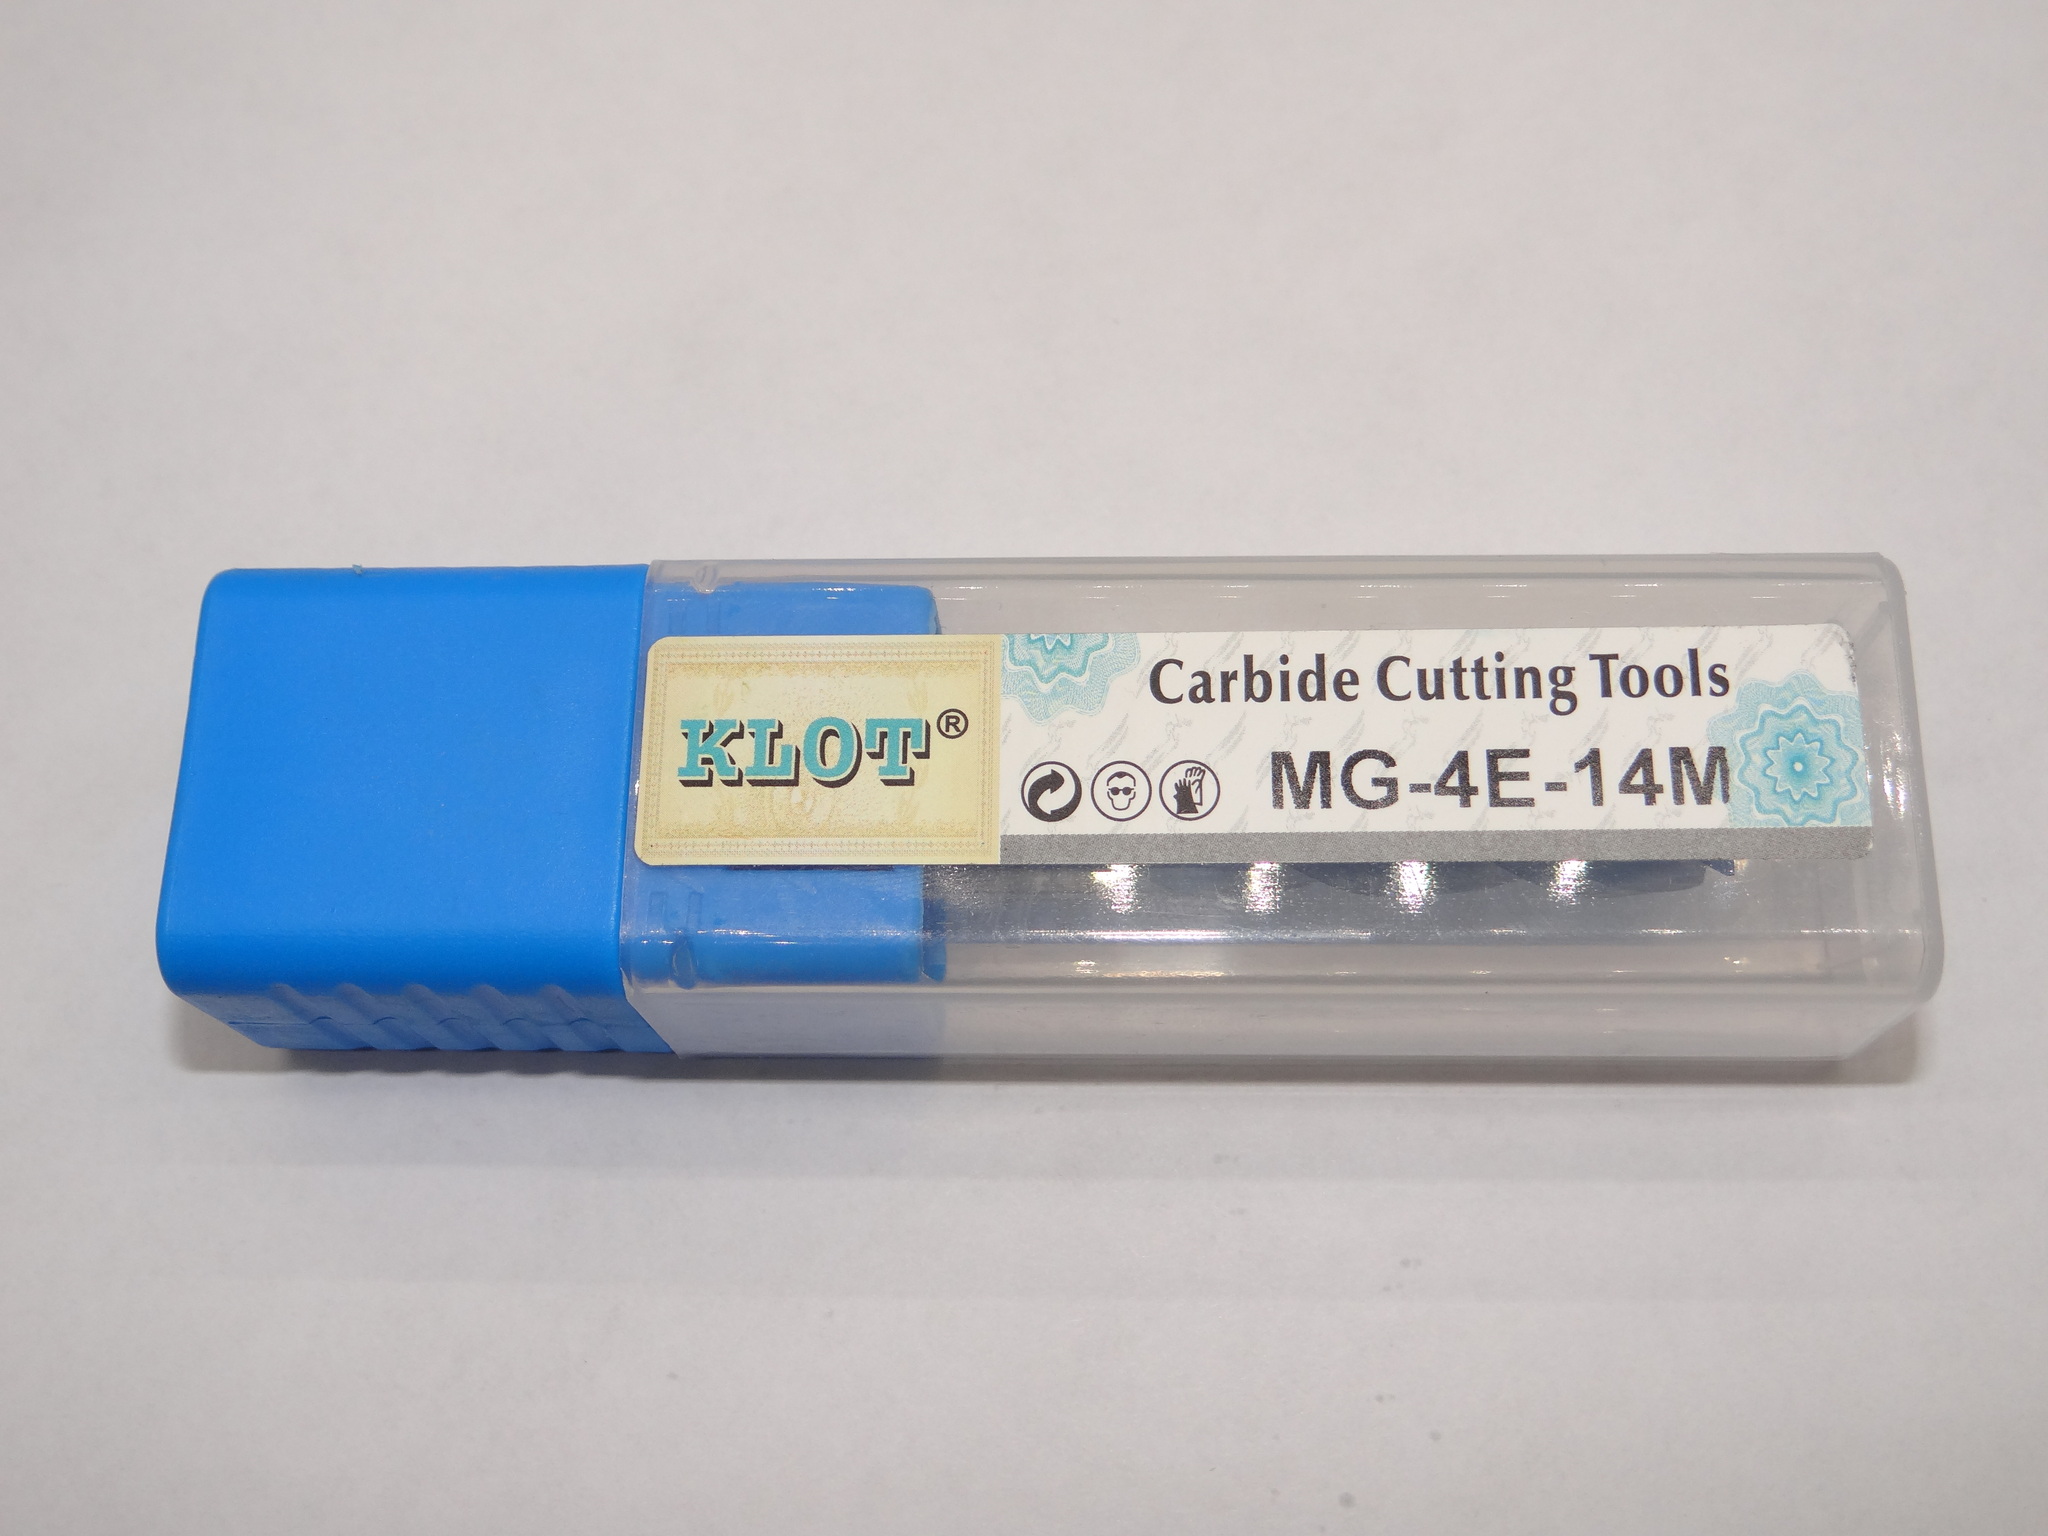 KLOT®
Carbide Cutting Tools
MG-4E-14M